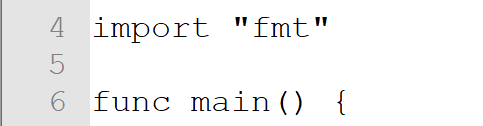 4 import "fmt"
5
6 func main() {